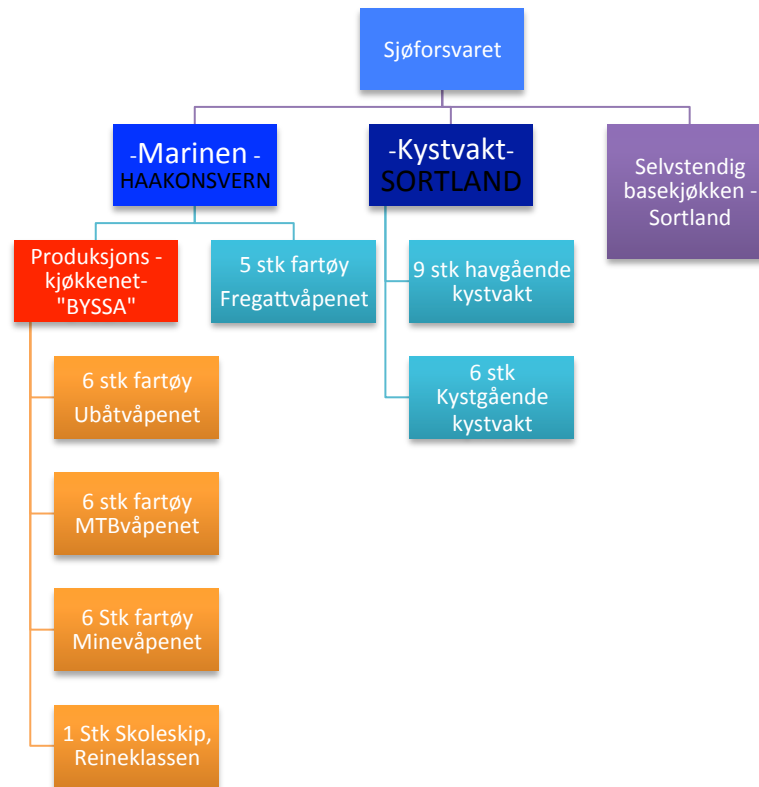 Sjøforsvaret
-Marinen -
HAAKONSVERN
-Kystvakt-
SORTLAND
Selvstendig
basekjøkken -
Sortland
Produksjons -
kjøkkenet-
"BYSSA"
5 stk fartøy
Fregattvåpenet
9 stk havgående
kystvakt
6 stk fartøy
Ubåtvåpenet
6 stk
Kystgående
kystvakt
6 stk fartøy
MTBvåpenet
6 Stk fartøy
Minevåpenet
1 Stk Skoleskip,
Reineklassen